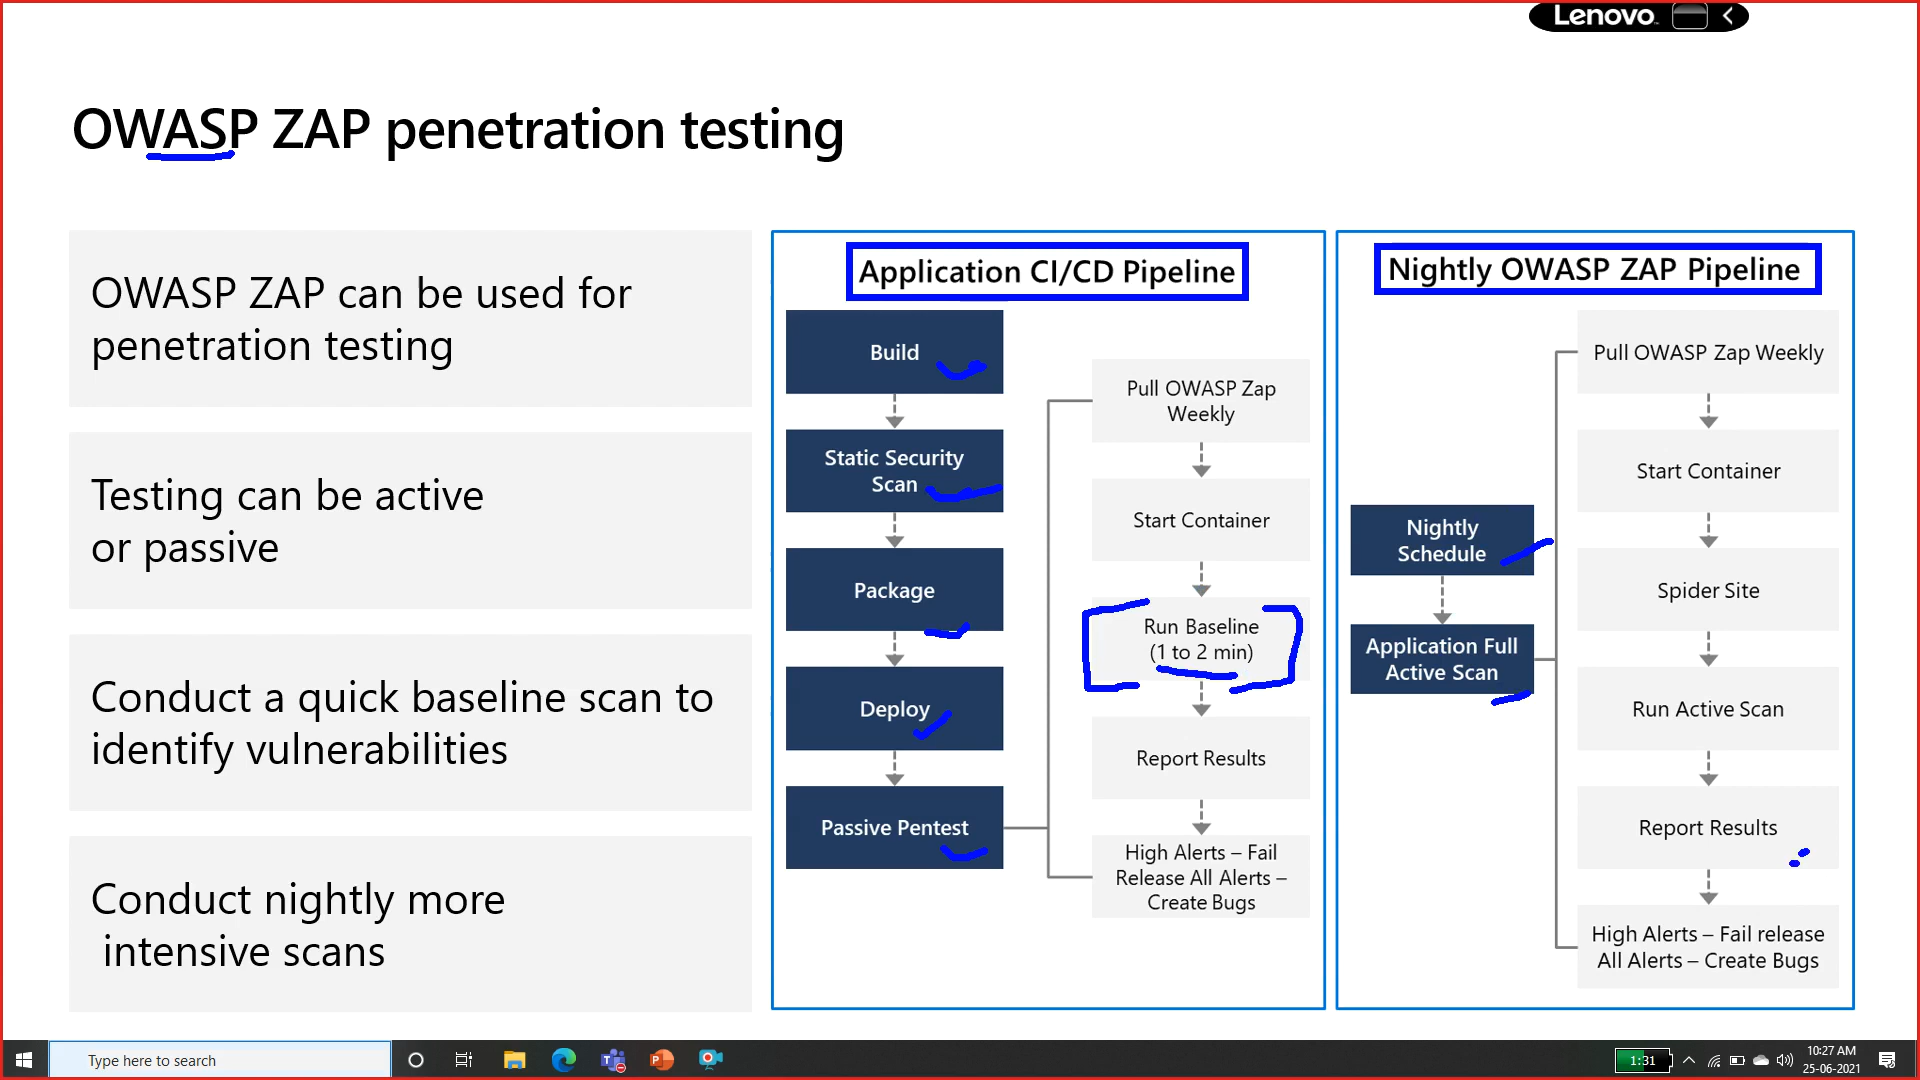 Lenovo
OWASP ZAP penetration testing
OWASP ZAP can be used for
penetration testing
Testing can be active
or passive
Conduct a quick baseline scan to
identify vulnerabilities
Conduct nightly more
intensive scans
Application CI/CD Pipeline
Build
Static Security
Scan
Package
Deploy
Passive Pentest
Pull OWASP Zap
Weekly
Start Container
Run Baseline
(1 to 2 min)
Report Results
High Alerts – Fail
Release All Alerts –
Create Bugs
Nightly OWASP ZAP Pipeline
Nightly
Schedule
Application Full
Active Scan
Pull OWASP Zap Weekly
Start Container
Spider Site
Run Active Scan
Report Results
High Alerts – Fail release
All Alerts – Create Bugs
Type here to search
1:31
10:27 AM
25-06-2021